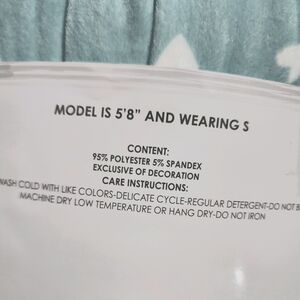 MODEL IS 5'8" AND WEARING S
CONTENT:
95% POLYESTER 5% SPANDEX
EXCLUSIVE OF DECORATION
CARE INSTRUCTIONS:
WASH COLD WITH LIKE COLORS-DELICATE CYCLE-REGULAR DETERGENT-DO NOT
MACHINE DRY LOW TEMPERATURE OR HANG DRY-DO NOT IRON